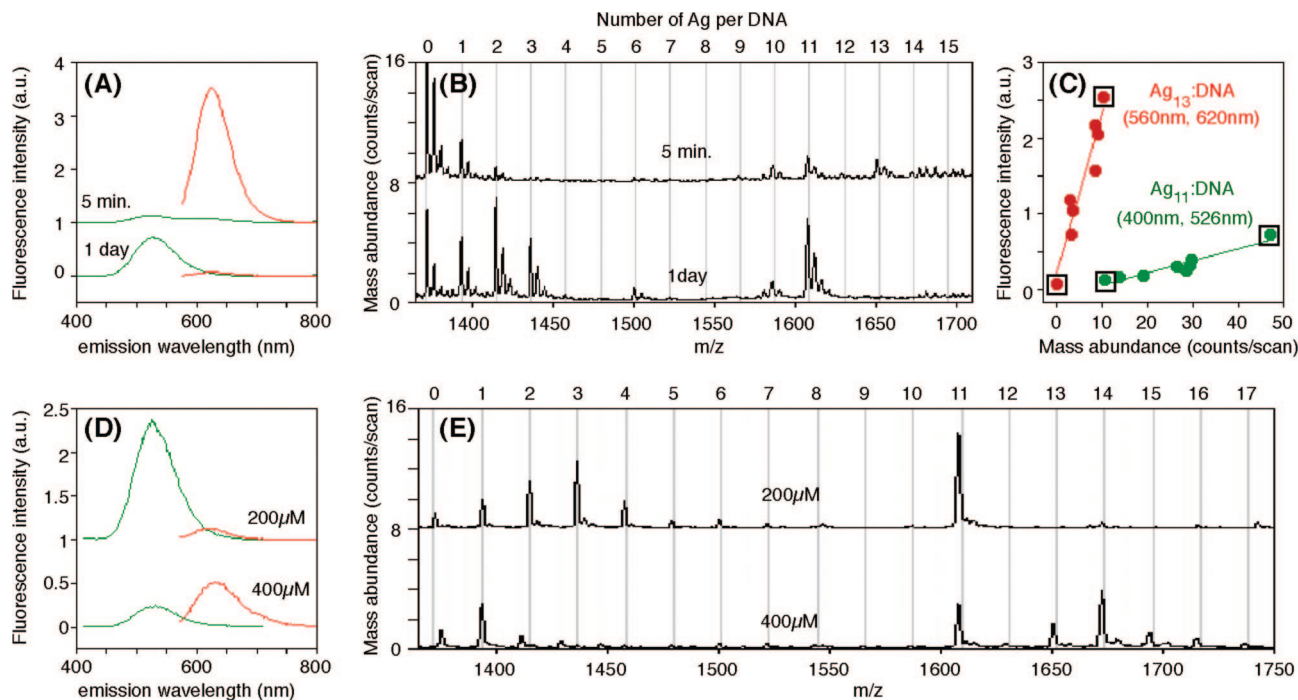 Number of Ag per DNA
(A)
Fluorescence intensity (a.u.)
4
3
2
1
0
5 min.
1 day
400
600
800
emission wavelength (nm)
(B)
0 1 2 3 4 5 6 7 8 9 10 11 12 13 14 15
Mass abundance (counts/scan)
16
8
0
5 min.
1day
1400 1450 1500 1550 1600 1650 1700
m/z
(C)
Fluorescence intensity (a.u.)
3
2
1
0
Ag13:DNA
(560nm, 620nm)
Ag11:DNA
(400nm, 526nm)
0 10 20 30 40 50
Mass abundance (counts/scan)
(D)
Fluorescence intensity (a.u.)
2.5
2
1.5
1
0.5
0
200µM
400µM
400 600 800
emission wavelength (nm)
(E)
0 1 2 3 4 5 6 7 8 9 10 11 12 13 14 15 16 17
Mass abundance (counts/scan)
16
8
0
200µM
400µM
1400 1450 1500 1550 1600 1650 1700 1750
m/z